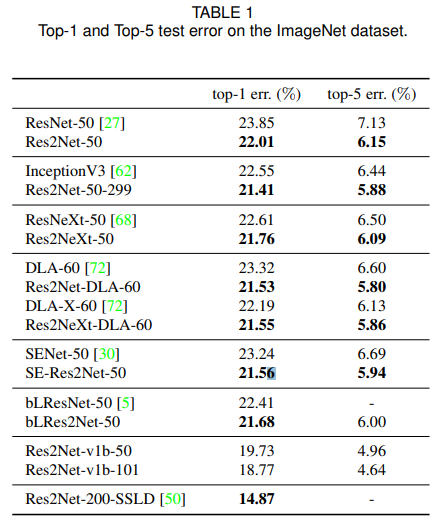 TABLE 1
Top-1 and Top-5 test error on the ImageNet dataset.
top-1 err. (%) top-5 err. (%)
ResNet-50 [27] 23.85 7.13
Res2Net-50 22.01 6.15
InceptionV3 [62] 22.55 6.44
Res2Net-50-299 21.41 5.88
ResNeXt-50 [68] 22.61 6.50
Res2NeXt-50 21.76 6.09
DLA-60 [72] 23.32 6.60
Res2Net-DLA-60 21.53 5.80
DLA-X-60 [72] 22.19 6.13
Res2NeXt-DLA-60 21.55 5.86
SENet-50 [30] 23.24 6.69
SE-Res2Net-50 21.56 5.94
bLResNet-50 [5] 22.41 -
bLRes2Net-50 21.68 6.00
Res2Net-v1b-50 19.73 4.96
Res2Net-v1b-101 18.77 4.64
Res2Net-200-SSLD [50] 14.87 -